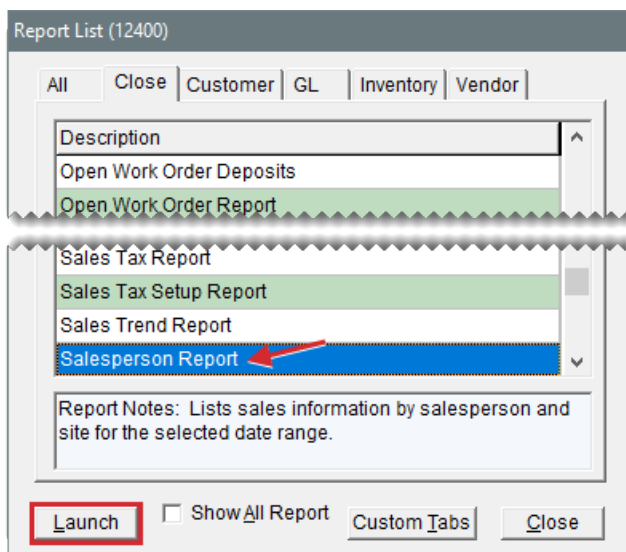 Report List (12400)
All Close Customer GL Inventory Vendor
Description
Open Work Order Deposits
Open Work Order Report
Sales Tax Report
Sales Tax Setup Report
Sales Trend Report
Salesperson Report
Report Notes: Lists sales information by salesperson and
site for the selected date range.
Launch Show All Report Custom Tabs Close